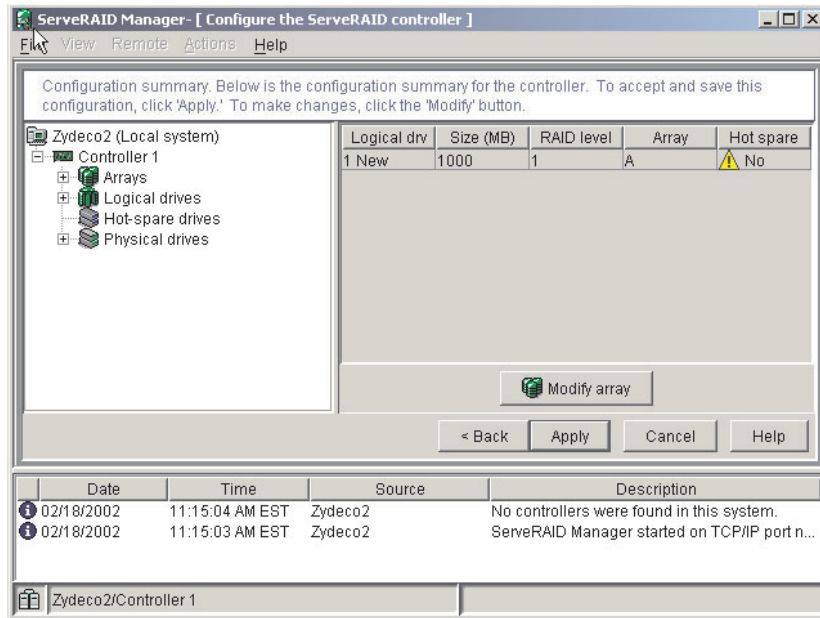 ServeRAID Manager- [ Configure the ServeRAID controller ]
File View Remote Actions Help
Configuration summary. Below is the configuration summary for the controller. To accept and save this
configuration, click 'Apply.' To make changes, click the 'Modify' button.
Zydeco2 (Local system)
Controller 1
Arrays
Logical drives
Hot-spare drives
Physical drives
Logical drv Size (MB) RAID level Array Hot spare
1 New 1000 1 A No
Modify array
< Back Apply Cancel Help
Date Time Source Description
02/18/2002 11:15:04 AM EST Zydeco2 No controllers were found in this system.
02/18/2002 11:15:03 AM EST Zydeco2 ServeRAID Manager started on TCP/IP port n...
Zydeco2/Controller 1